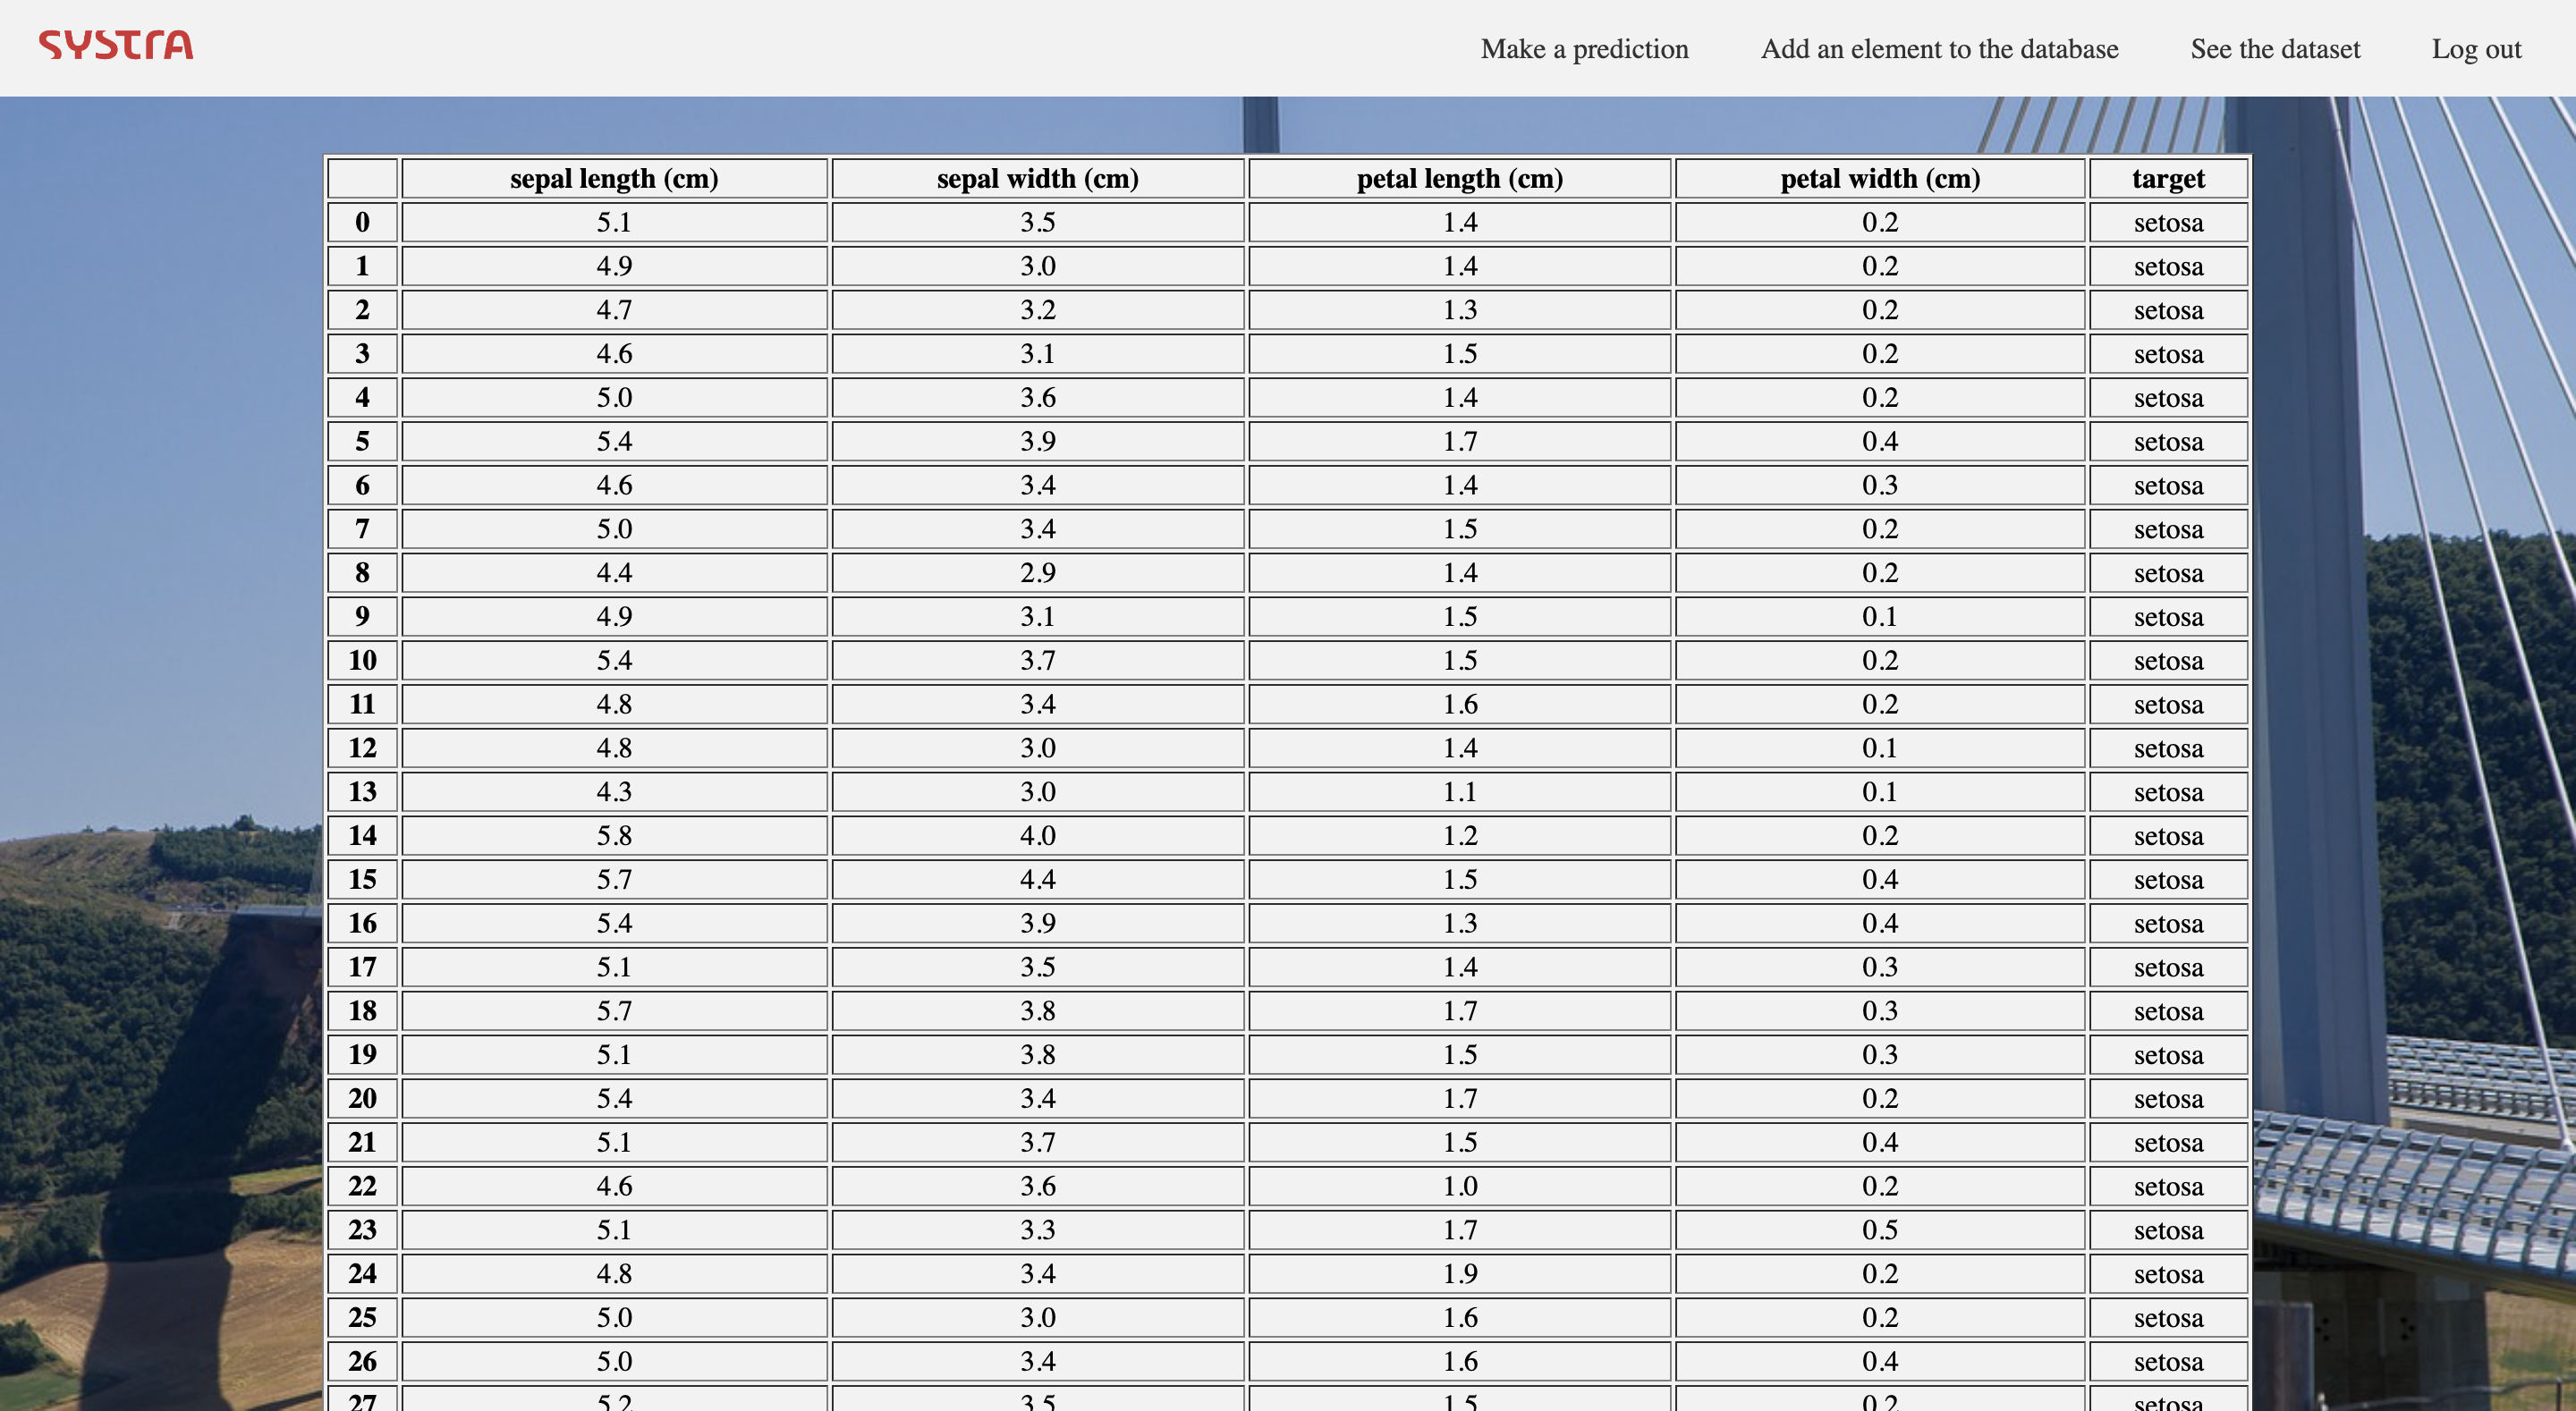 SYSTRA
Make a prediction Add an element to the database See the dataset Log out
sepal length (cm) sepal width (cm) petal length (cm) petal width (cm) target
0 5.1 3.5 1.4 0.2 setosa
1 4.9 3.0 1.4 0.2 setosa
2 4.7 3.2 1.3 0.2 setosa
3 4.6 3.1 1.5 0.2 setosa
4 5.0 3.6 1.4 0.2 setosa
5 5.4 3.9 1.7 0.4 setosa
6 4.6 3.4 1.4 0.3 setosa
7 5.0 3.4 1.5 0.2 setosa
8 4.4 2.9 1.4 0.2 setosa
9 4.9 3.1 1.5 0.1 setosa
10 5.4 3.7 1.5 0.2 setosa
11 4.8 3.4 1.6 0.2 setosa
12 4.8 3.0 1.4 0.1 setosa
13 4.3 3.0 1.1 0.1 setosa
14 5.8 4.0 1.2 0.2 setosa
15 5.7 4.4 1.5 0.4 setosa
16 5.4 3.9 1.3 0.4 setosa
17 5.1 3.5 1.4 0.3 setosa
18 5.7 3.8 1.7 0.3 setosa
19 5.1 3.8 1.5 0.3 setosa
20 5.4 3.4 1.7 0.2 setosa
21 5.1 3.7 1.5 0.4 setosa
22 4.6 3.6 1.0 0.2 setosa
23 5.1 3.3 1.7 0.5 setosa
24 4.8 3.4 1.9 0.2 setosa
25 5.0 3.0 1.6 0.2 setosa
26 5.0 3.4 1.6 0.4 setosa
27 5.2 3.5 1.5 0.2 setosa